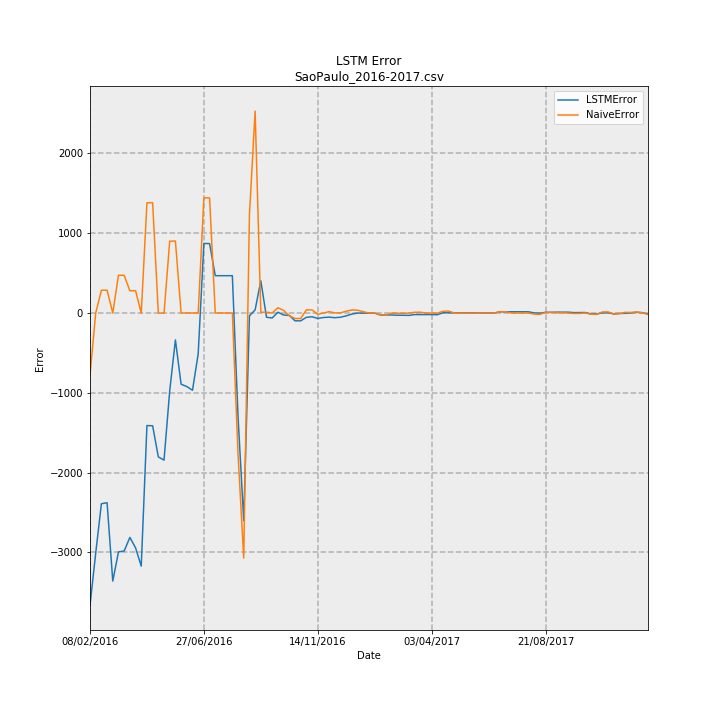 LSTM Error
SaoPaulo_2016-2017.csv
LSTMError
NaiveError
2000
1000
0
−1000
−2000
−3000
Error
08/02/2016 27/06/2016 14/11/2016 03/04/2017 21/08/2017
Date